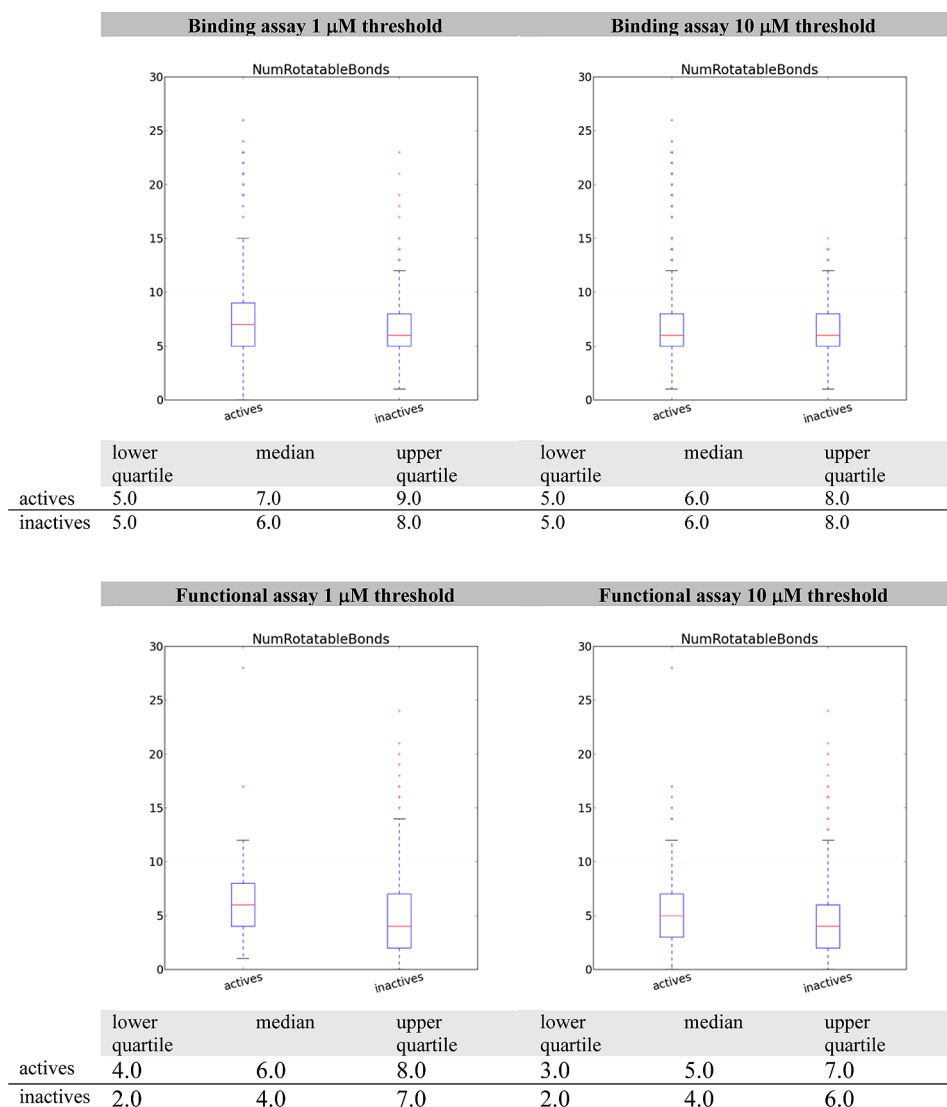 Binding assay 1 μM threshold
Binding assay 10 μM threshold
NumRotatableBonds
30
25
20
15
10
5
0
actives
inactives
NumRotatableBonds
30
25
20
15
10
5
0
actives
inactives
lower quartile median upper quartile lower quartile median upper quartile
actives 5.0 7.0 9.0 5.0 6.0 8.0
inactives 5.0 6.0 8.0 5.0 6.0 8.0
Functional assay 1 μM threshold
Functional assay 10 μM threshold
NumRotatableBonds
30
25
20
15
10
5
0
actives
inactives
NumRotatableBonds
30
25
20
15
10
5
0
actives
inactives
lower quartile median upper quartile lower quartile median upper quartile
actives 4.0 6.0 8.0 3.0 5.0 7.0
inactives 2.0 4.0 7.0 2.0 4.0 6.0